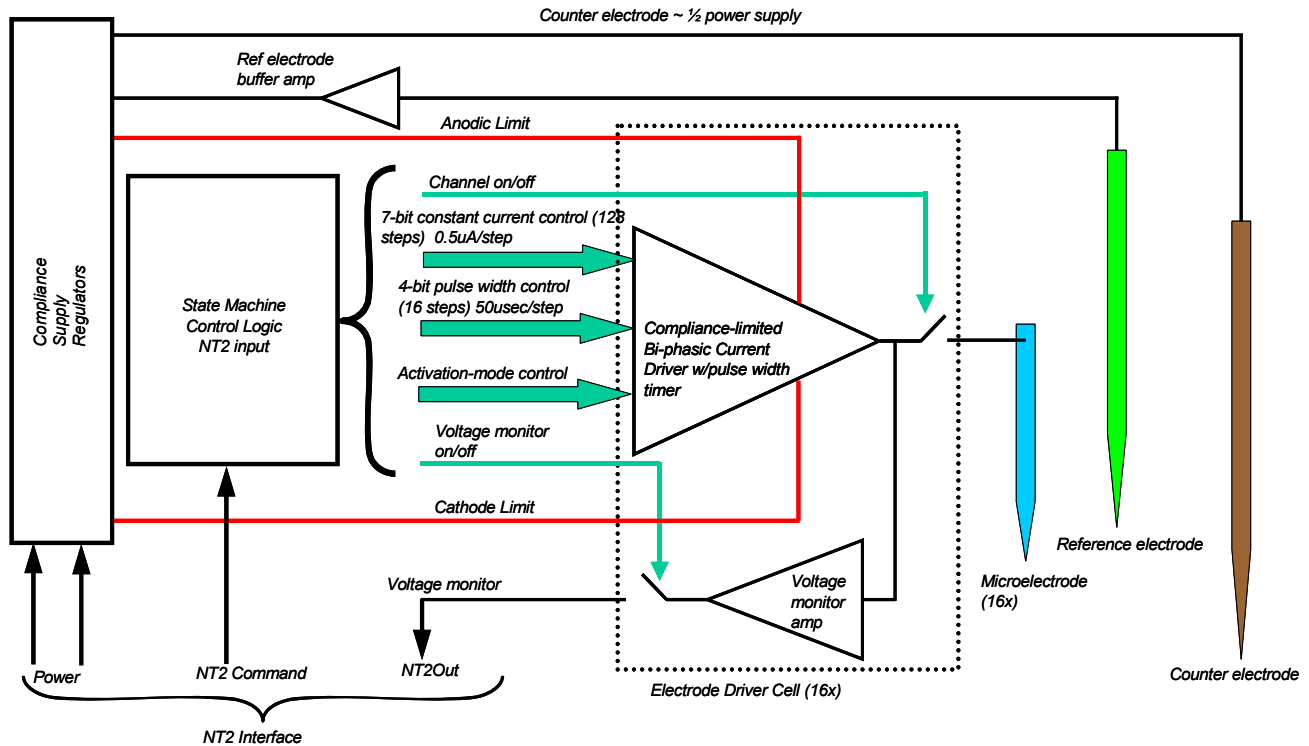 Counter electrode ~ ½ power supply
Ref electrode
buffer amp
Anodic Limit
Compliance
Supply
Regulators
State Machine
Control Logic
NT2 input
Channel on/off
7-bit constant current control (128
steps) 0.5uA/step
4-bit pulse width control
(16 steps) 50usec/step
Activation-mode control
Voltage monitor
on/off
Compliance-limited
Bi-phasic Current
Driver w/pulse width
timer
Cathode Limit
Voltage monitor
Voltage
monitor
amp
Reference electrode
Microelectrode
(16x)
Counter electrode
Power
NT2 Command
NT2Out
Electrode Driver Cell (16x)
NT2 Interface